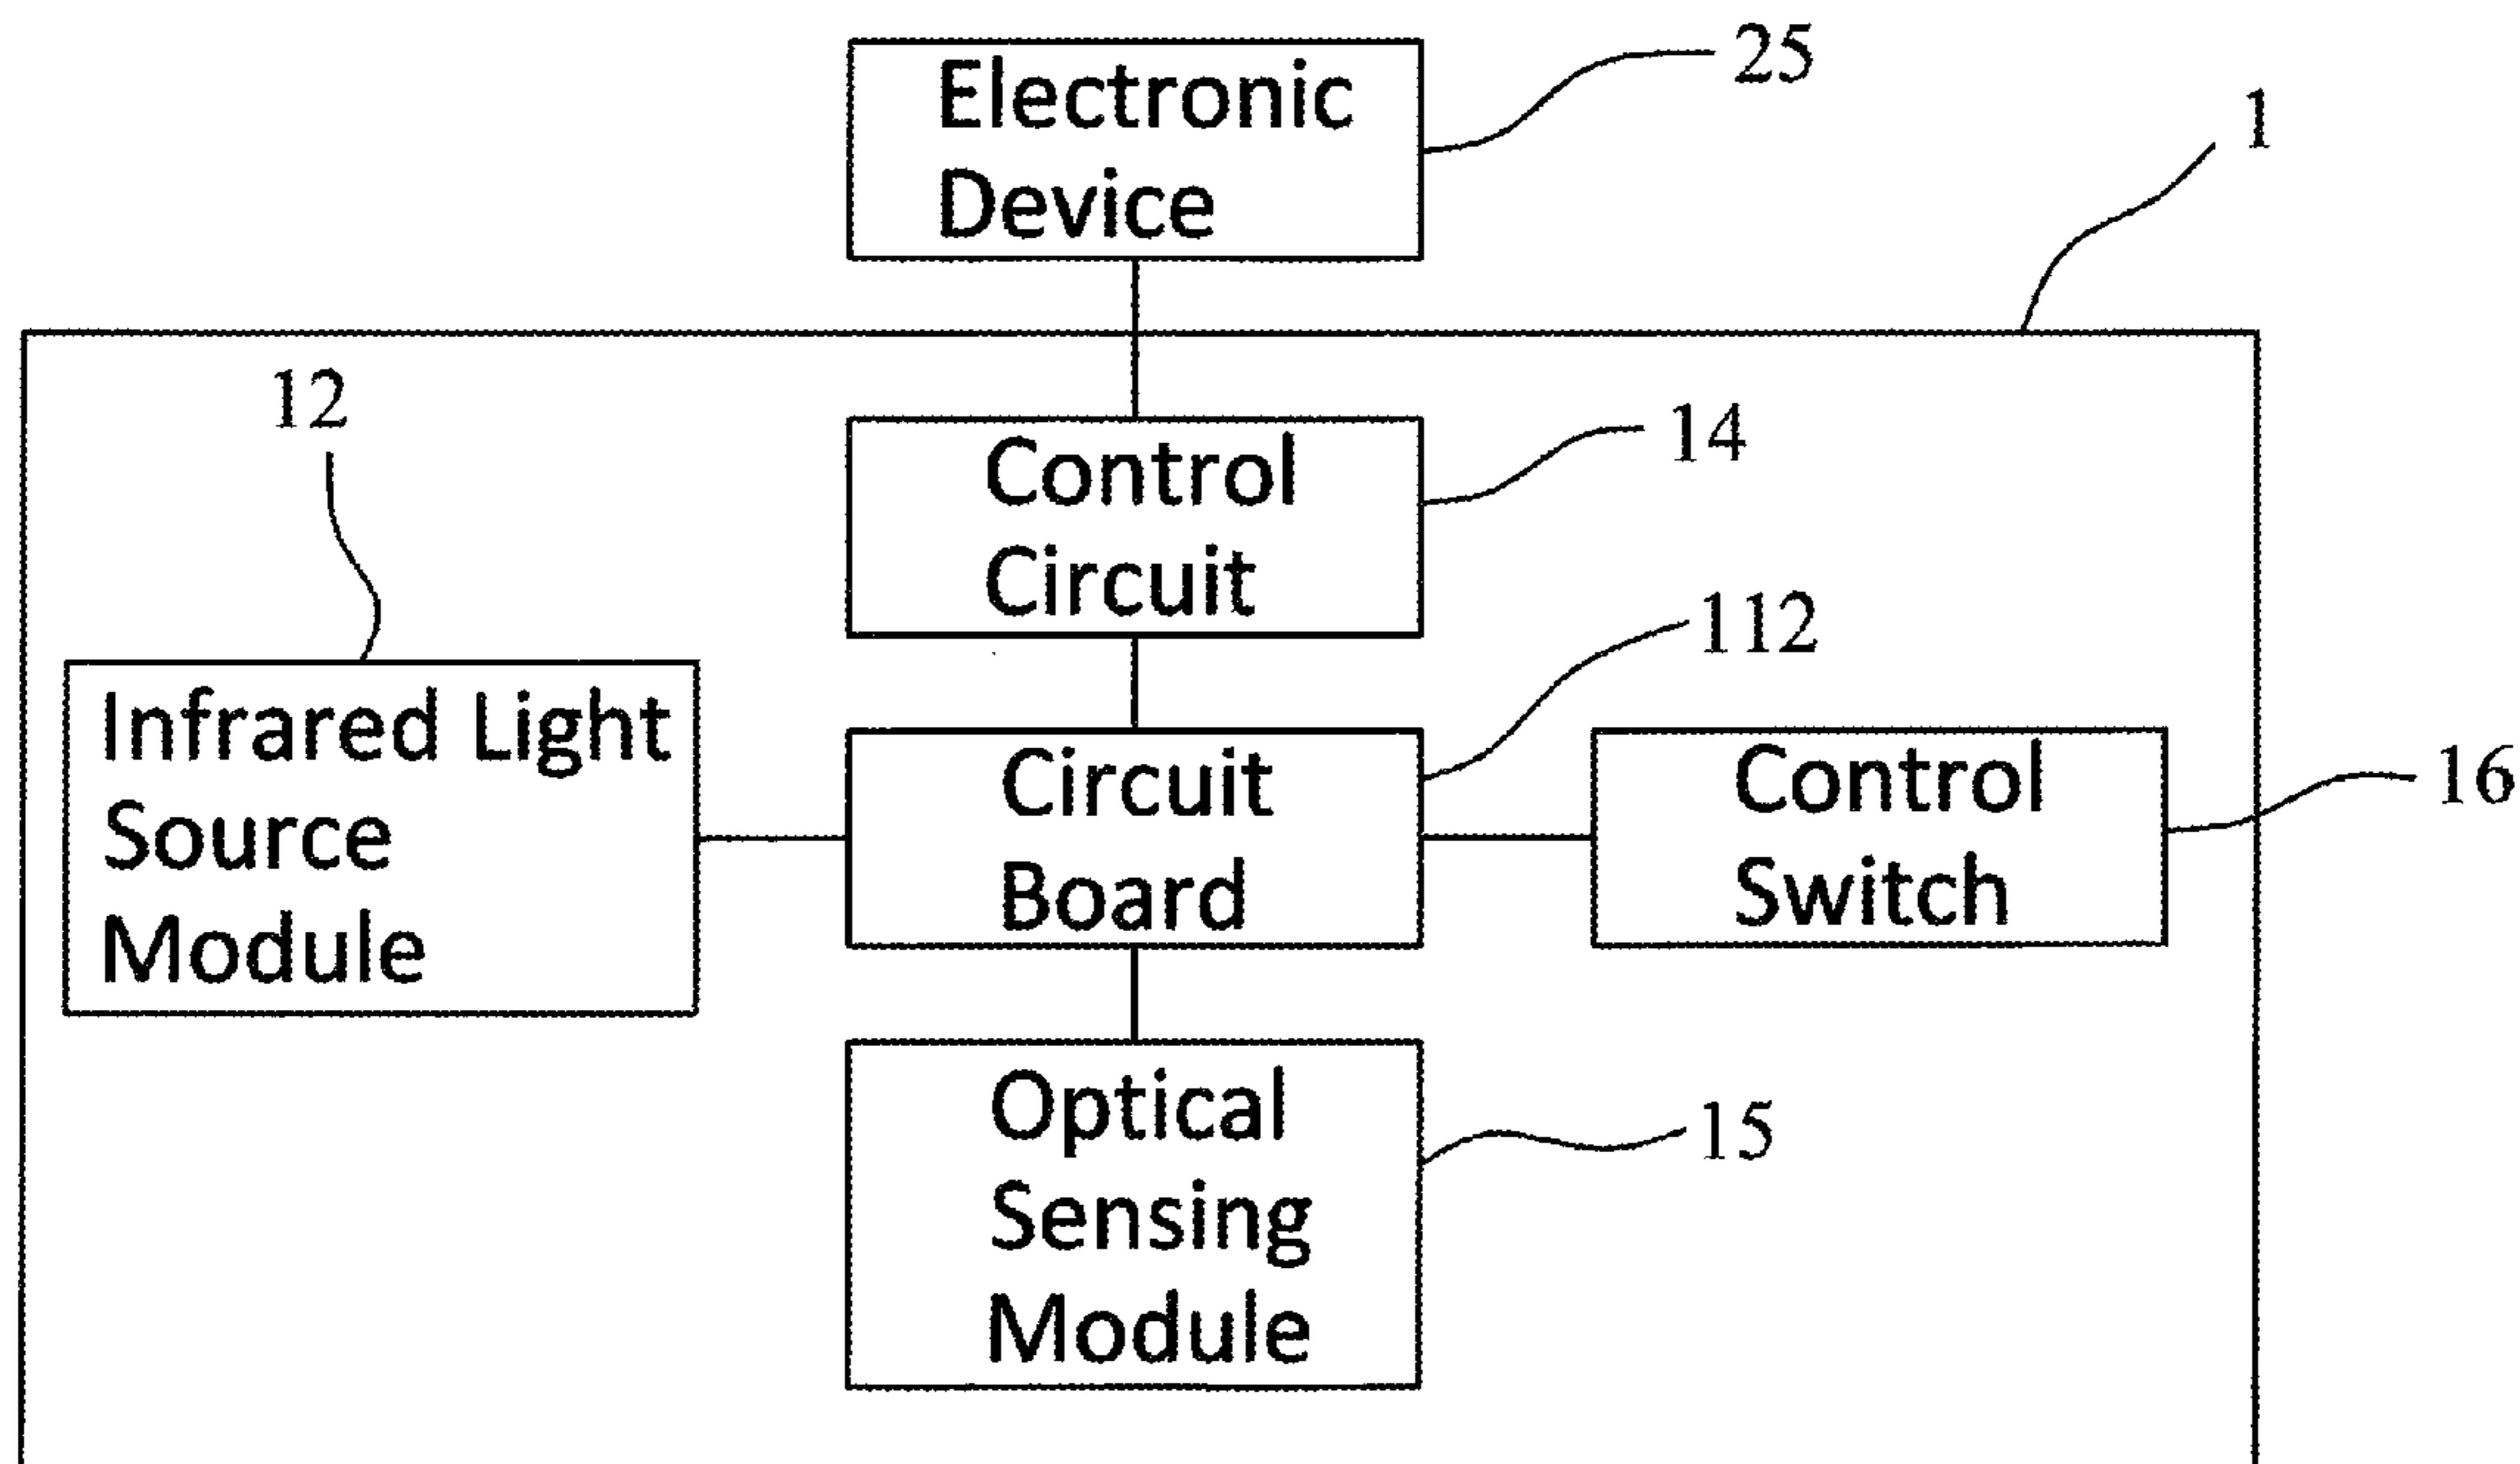 Electronic
Device
25
1
12
Control
Circuit
14
112
Infrared Light
Source
Module
Circuit
Board
Control
Switch
16
Optical
Sensing
Module
15